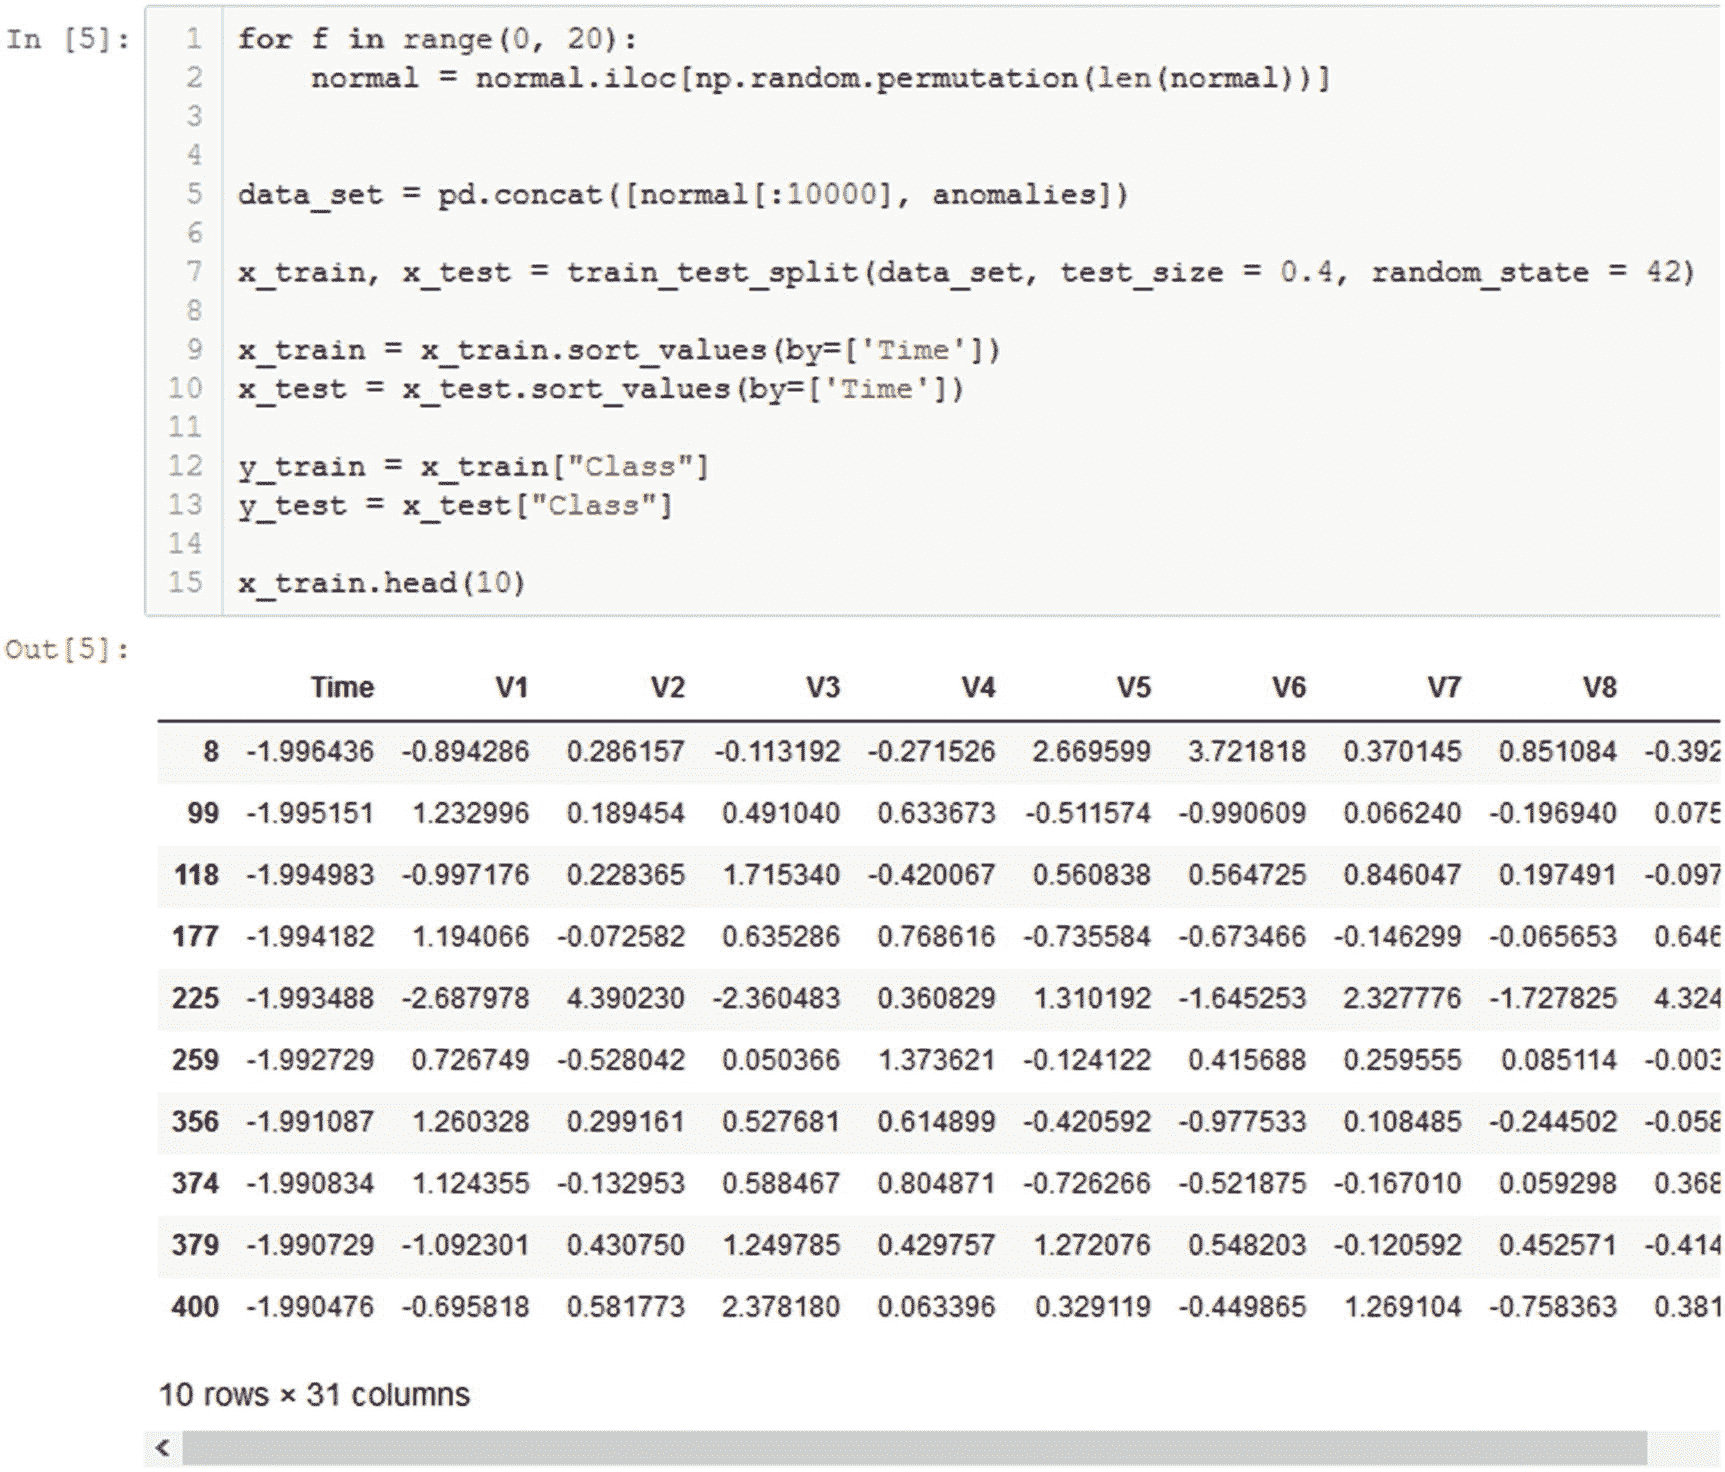 In [5]:
1 for f in range(0, 20):
2 normal = normal.iloc[np.random.permutation(len(normal))]
3
4
5 data_set = pd.concat([normal[:10000], anomalies])
6
7 x_train, x_test = train_test_split(data_set, test_size = 0.4, random_state = 42)
8
9 x_train = x_train.sort_values(by=['Time'])
10 x_test = x_test.sort_values(by=['Time'])
11
12 y_train = x_train["Class"]
13 y_test = x_test["Class"]
14
15 x_train.head(10)
Out[5]:
Time V1 V2 V3 V4 V5 V6 V7 V8
8 -1.996436 -0.894286 0.286157 -0.113192 -0.271526 2.669599 3.721818 0.370145 0.851084 -0.392
99 -1.995151 1.232996 0.189454 0.491040 0.633673 -0.511574 -0.990609 0.066240 -0.196940 0.075
118 -1.994983 -0.997176 0.228365 1.715340 -0.420067 0.560838 0.564725 0.846047 0.197491 -0.097
177 -1.994182 1.194066 -0.072582 0.635286 0.768616 -0.735584 -0.673466 -0.146299 -0.065653 0.646
225 -1.993488 -2.687978 4.390230 -2.360483 0.360829 1.310192 -1.645253 2.327776 -1.727825 4.324
259 -1.992729 0.726749 -0.528042 0.050366 1.373621 -0.124122 0.415688 0.259555 0.085114 -0.003
356 -1.991087 1.260328 0.299161 0.527681 0.614899 -0.420592 -0.977533 0.108485 -0.244502 -0.058
374 -1.990834 1.124355 -0.132953 0.588467 0.804871 -0.726266 -0.521875 -0.167010 0.059298 0.368
379 -1.990729 -1.092301 0.430750 1.249785 0.429757 1.272076 0.548203 -0.120592 0.452571 -0.414
400 -1.990476 -0.695818 0.581773 2.378180 0.063396 0.329119 -0.449865 1.269104 -0.758363 0.381
10 rows × 31 columns